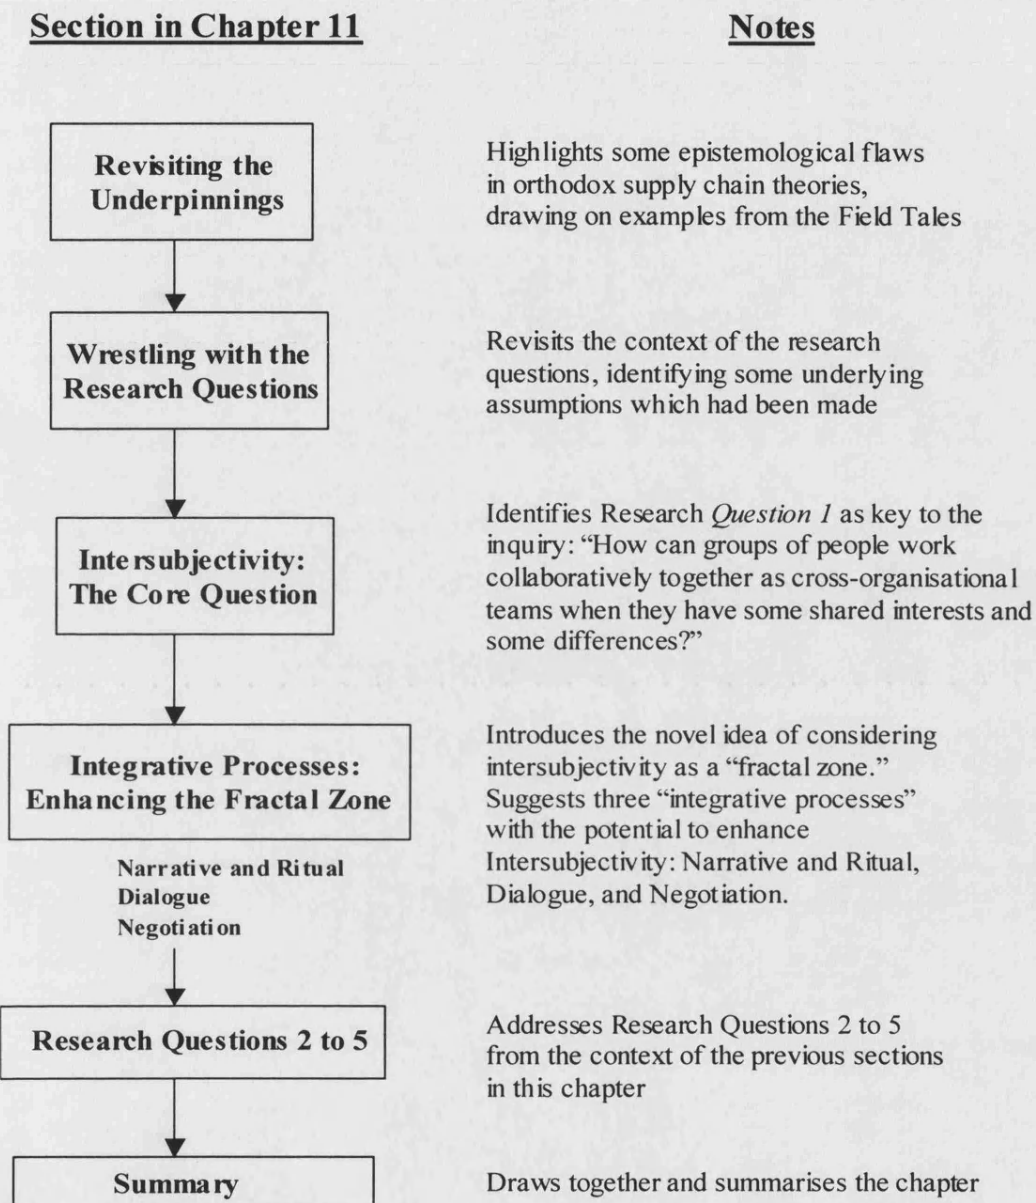 Section in Chapter 11
Notes
Revisiting the
Underpinnings
Highlights some epistemological flaws
in orthodox supply chain theories,
drawing on examples from the Field Tales
Wrestling with the
Research Questions
Revisits the context of the research
questions, identifying some underlying
assumptions which had been made
Intersubjectivity:
The Core Question
Identifies Research Question 1 as key to the
inquiry: “How can groups of people work
collaboratively together as cross-organisational
teams when they have some shared interests and
some differences?”
Integrative Processes:
Enhancing the Fractal Zone
Narrative and Ritual
Dialogue
Negotiation
Introduces the novel idea of considering
intersubjectivity as a “fractal zone.”
Suggests three “integrative processes”
with the potential to enhance
Intersubjectivity: Narrative and Ritual,
Dialogue, and Negotiation.
Research Questions 2 to 5
Addresses Research Questions 2 to 5
from the context of the previous sections
in this chapter
Summary
Draws together and summarises the chapter